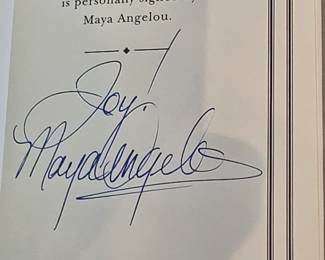 is personally signed by
Maya Angelou.
Joy!
Maya Angelou